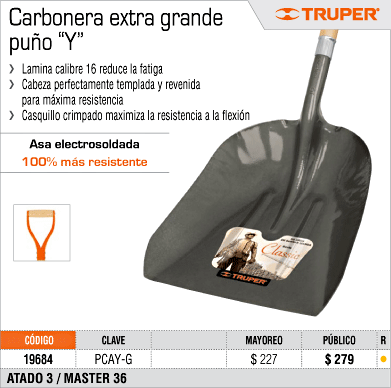 Carbonera extra grande
puño “Y”
TRUPER®
Lamina calibre 16 reduce la fatiga
Cabeza perfectamente templada y revenida
para máxima resistencia
Casquillo crimpado maximiza la resistencia a la flexión
Asa electrosoldada
100% más resistente
Classic
TRUPER
CÓDIGO CLAVE MAYOREO PÚBLICO R
19684 PCAY-G $ 227 $ 279
ATADO 3 / MASTER 36